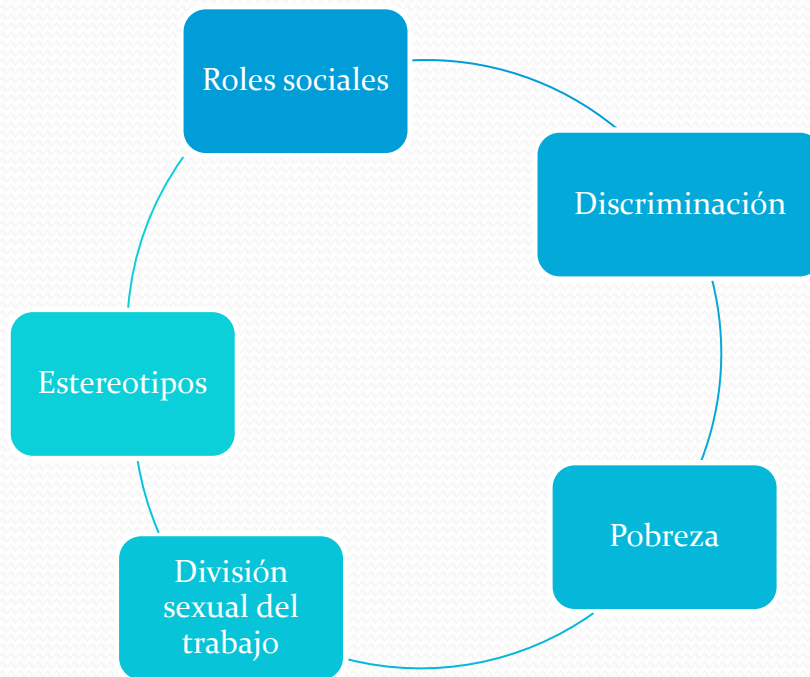 Roles sociales
Discriminación
Pobreza
División
sexual del
trabajo
Estereotipos